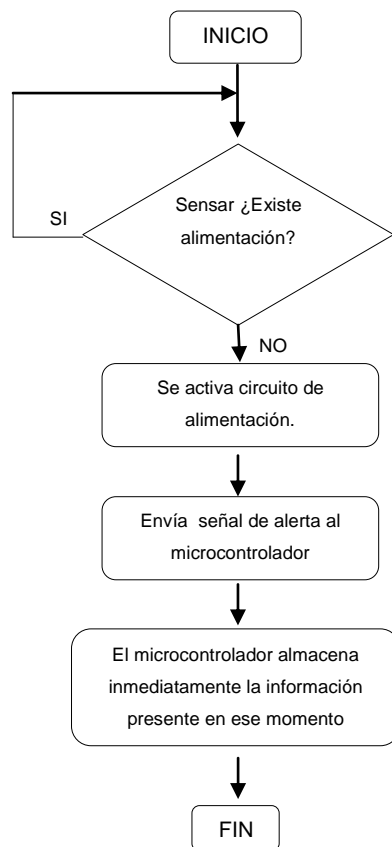 INICIO
Sensar ¿Existe
alimentación?
SI
NO
Se activa circuito de
alimentación.
Envía señal de alerta al
microcontrolador
El microcontrolador almacena
inmediatamente la información
presente en ese momento
FIN